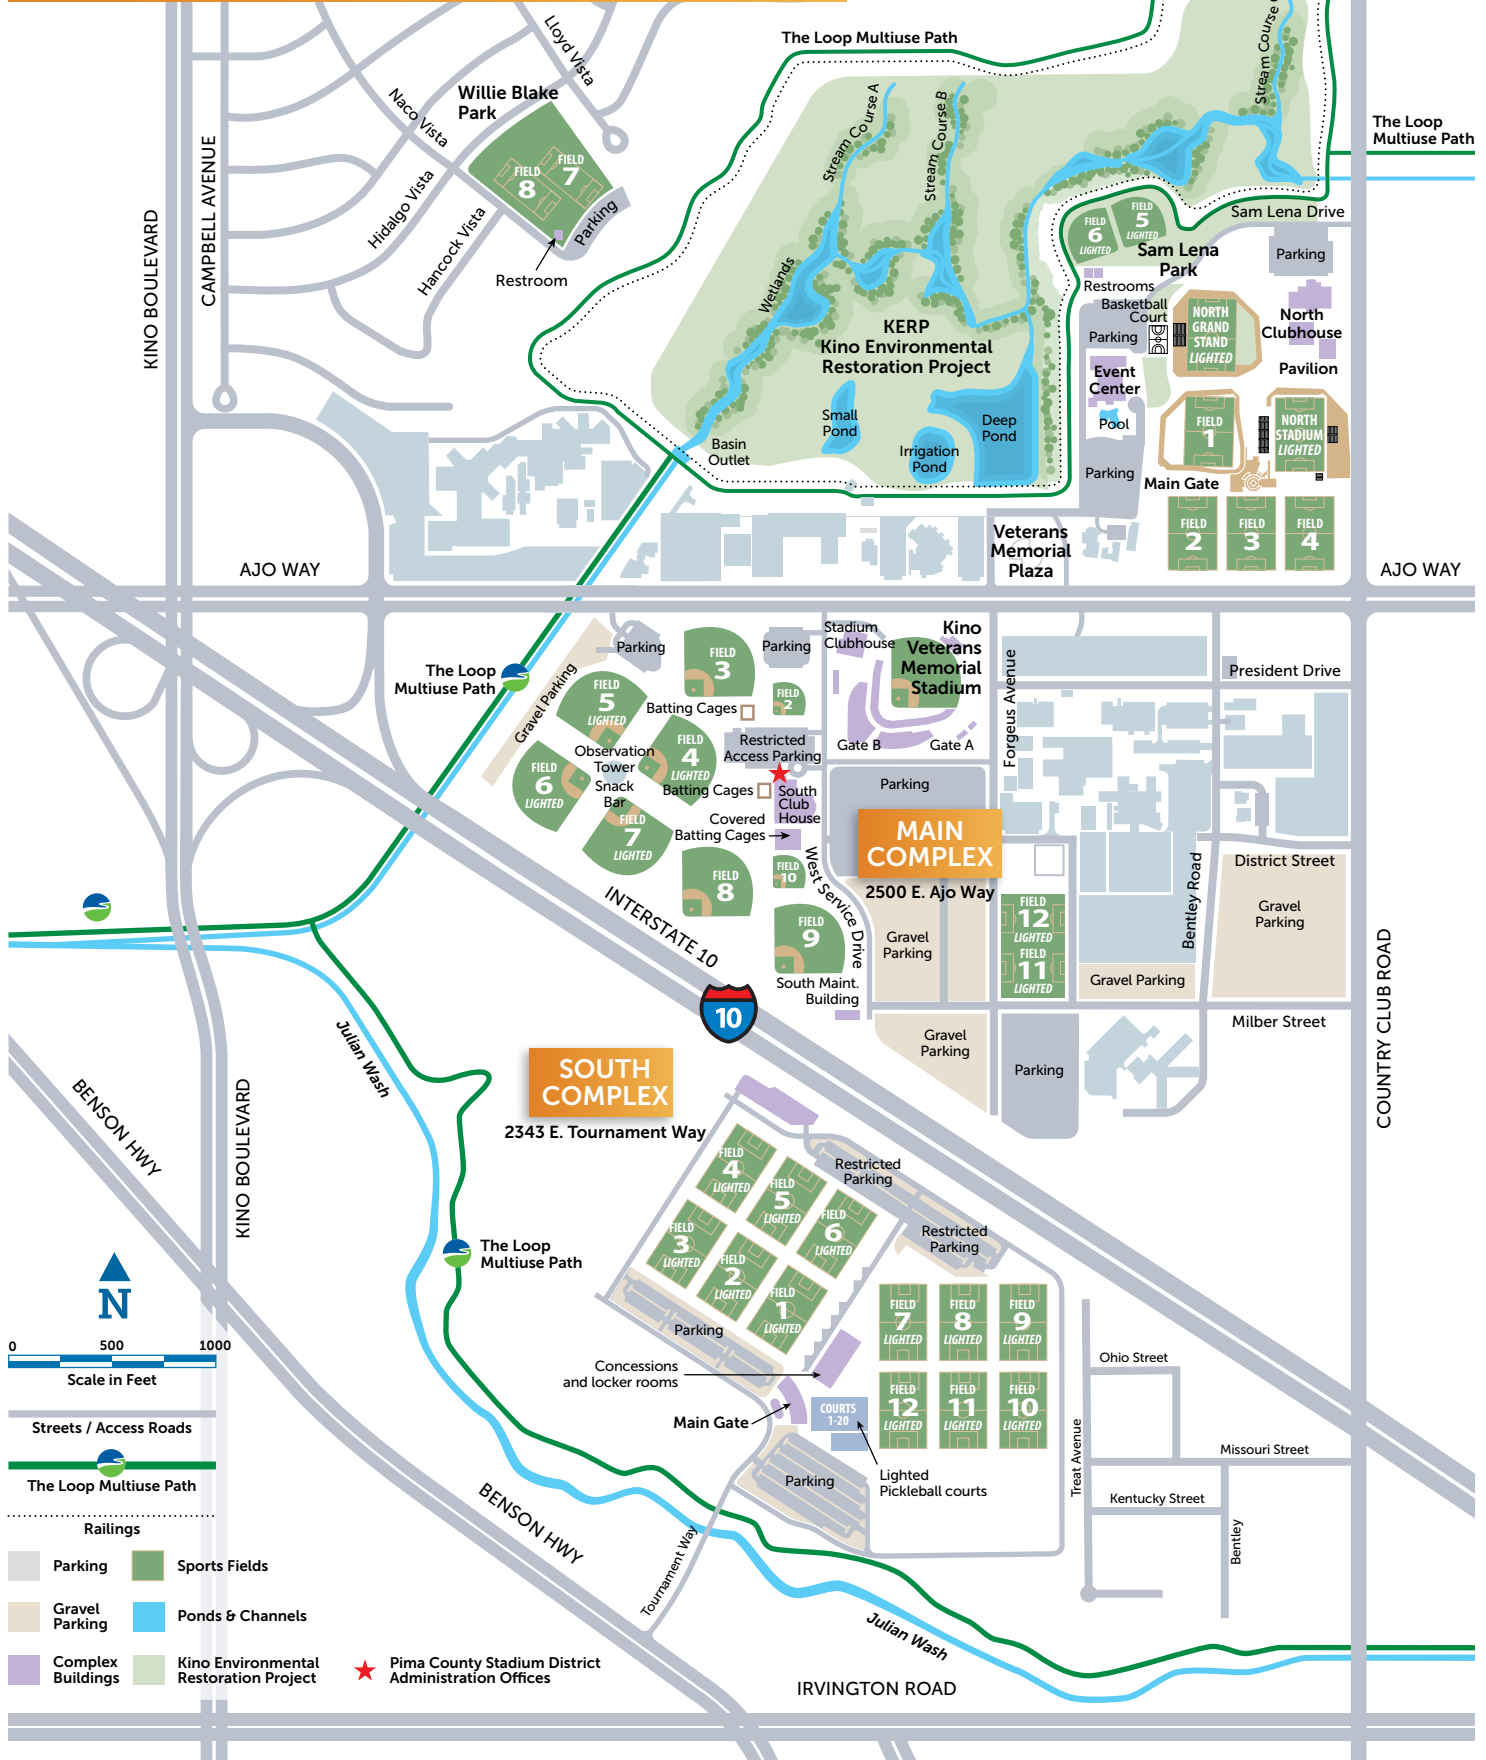 The Loop Multiuse Path
Lloyd Vista
Willie Blake
Park
Naco Vista
FIELD
8
FIELD
7
Parking
Restroom
Hidalgo Vista
Hancock Vista
CAMPBELL AVENUE
KINO BOULEVARD
Stream Course A
Stream Course B
Stream Course
The Loop
Multiuse Path
Wetlands
KERP
Kino Environmental
Restoration Project
Small
Pond
Irrigation
Pond
Deep
Pond
Basin
Outlet
Sam Lena Drive
FIELD
6
LIGHTED
FIELD
5
LIGHTED
Sam Lena
Park
Parking
Restrooms
Basketball
Court
Parking
NORTH
GRAND
STAND
LIGHTED
North
Clubhouse
Pavilion
Event
Center
Pool
Parking
FIELD
1
NORTH
STADIUM
LIGHTED
Main Gate
FIELD
2
FIELD
3
FIELD
4
Veterans
Memorial
Plaza
AJO WAY
AJO WAY
The Loop
Multiuse Path
Gravel Parking
Parking
FIELD
3
Parking
FIELD
2
Stadium
Clubhouse
Kino
Veterans
Memorial
Stadium
Gate B
Gate A
FIELD
5
LIGHTED
Batting Cages
Observation
Tower
Snack
Bar
FIELD
4
LIGHTED
Restricted
Access Parking
FIELD
6
LIGHTED
Batting Cages
South
Club
House
FIELD
7
LIGHTED
Covered
Batting Cages
FIELD
8
FIELD
10
FIELD
9
West Service Drive
South Maint.
Building
Parking
MAIN
COMPLEX
2500 E. Ajo Way
Gravel
Parking
Forgeus Avenue
President Drive
District Street
Bentley Road
Gravel
Parking
FIELD
12
LIGHTED
FIELD
11
LIGHTED
Gravel Parking
Milber Street
Gravel
Parking
Parking
COUNTRY CLUB ROAD
INTERSTATE 10
10
Julian Wash
BENSON HWY
KINO BOULEVARD
SOUTH
COMPLEX
2343 E. Tournament Way
FIELD
4
LIGHTED
FIELD
5
LIGHTED
FIELD
6
LIGHTED
FIELD
3
LIGHTED
FIELD
2
LIGHTED
FIELD
1
LIGHTED
Restricted
Parking
Restricted
Parking
The Loop
Multiuse Path
Parking
Concessions
and locker rooms
Main Gate
COURTS
1-20
FIELD
7
LIGHTED
FIELD
8
LIGHTED
FIELD
9
LIGHTED
FIELD
12
LIGHTED
FIELD
11
LIGHTED
FIELD
10
LIGHTED
Parking
Lighted
Pickleball courts
Ohio Street
Missouri Street
Kentucky Street
Treat Avenue
Bentley
Tournament Way
BENSON HWY
Julian Wash
IRVINGTON ROAD
N
0 500 1000
Scale in Feet
Streets / Access Roads
The Loop Multiuse Path
Railings
Parking
Sports Fields
Gravel
Parking
Ponds & Channels
Complex
Buildings
Kino Environmental
Restoration Project
Pima County Stadium District
Administration Offices